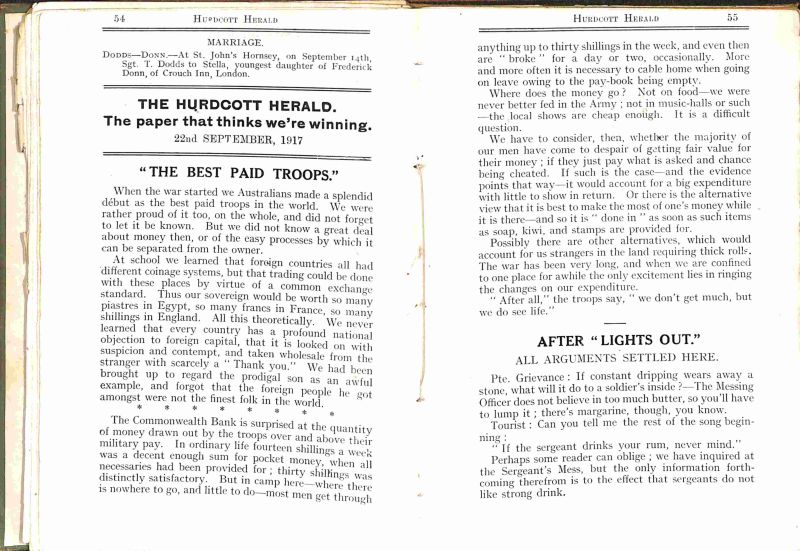 54 HURDCOTT HERALD
MARRIAGE.
DODDS—DONN.—At St. John's Hornsey, on September 14th,
Sgt. T. Dodds to Stella, youngest daughter of Frederick
Donn, of Crouch Inn, London.
THE HURDCOTT HERALD.
The paper that thinks we're winning.
22nd SEPTEMBER, 1917
"THE BEST PAID TROOPS."
When the war started we Australians made a splendid
début as the best paid troops in the world. We were
rather proud of it too, on the whole, and did not forget
to let it be known. But we did not know a great deal
about money then, or of the easy processes by which it
can be separated from the owner.
At school we learned that foreign countries all had
different coinage systems, but that trading could be done
with these places by virtue of a common exchange
standard. Thus our sovereign would be worth so many
piastres in Egypt, so many francs in France, so many
shillings in England. All this theoretically. We never
learned that every country has a profound national
objection to foreign capital, that it is looked on with
suspicion and contempt, and taken wholesale from the
stranger with scarcely a "Thank you." We had been
brought up to regard the prodigal son as an awful
example, and forgot that the foreign people he got
amongst were not the finest folk in the world.
* * * * * * * *
The Commonwealth Bank is surprised at the quantity
of money drawn out by the troops over and above their
military pay. In ordinary life fourteen shillings a week
was a decent enough sum for pocket money, when all
necessaries had been provided for; thirty shillings was
distinctly satisfactory. But in camp here—where there
is nowhere to go, and little to do—most men get through
HURDCOTT HERALD 55
anything up to thirty shillings in the week, and even then
are "broke" for a day or two, occasionally. More
and more often it is necessary to cable home when going
on leave owing to the pay-book being empty.
Where does the money go? Not on food—we were
never better fed in the Army; not in music-halls or such
—the local shows are cheap enough. It is a difficult
question.
We have to consider, then, whether the majority of
our men have come to despair of getting fair value for
their money; if they just pay what is asked and chance
being cheated. If such is the case—and the evidence
points that way—it would account for a big expenditure
with little to show in return. Or there is the alternative
view that it is best to make the most of one's money while
it is there—and so it is "done in" as soon as such items
as soap, kiwi, and stamps are provided for.
Possibly there are other alternatives, which would
account for us strangers in the land requiring thick rolls.
The war has been very long, and when we are confined
to one place for awhile the only excitement lies in ringing
the changes on our expenditure.
"After all," the troops say, "we don't get much, but
we do see life."
AFTER "LIGHTS OUT."
ALL ARGUMENTS SETTLED HERE.
Pte. Grievance: If constant dripping wears away a
stone, what will it do to a soldier's inside?—The Messing
Officer does not believe in too much butter, so you'll have
to lump it; there's margarine, though, you know.
Tourist: Can you tell me the rest of the song begin-
ning:
"If the sergeant drinks your rum, never mind."
Perhaps some reader can oblige; we have inquired at
the Sergeant's Mess, but the only information forth-
coming therefrom is to the effect that sergeants do not
like strong drink.